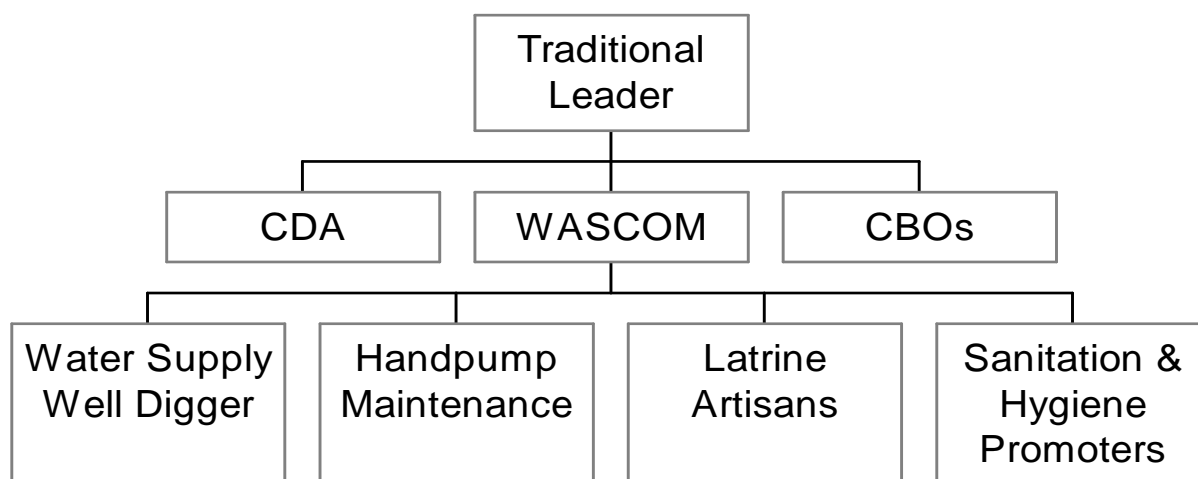 Traditional
Leader
CDA
WASCOM
CBOs
Water Supply
Well Digger
Handpump
Maintenance
Latrine
Artisans
Sanitation &
Hygiene
Promoters